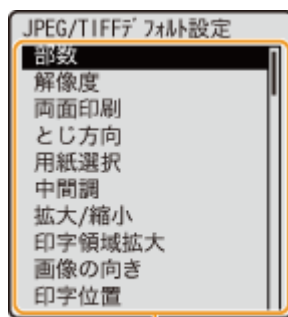 JPEG/TIFFデフォルト設定
部数
解像度
両面印刷
とじ方向
用紙選択
中間調
拡大/縮小
印字領域拡大
画像の向き
印字位置